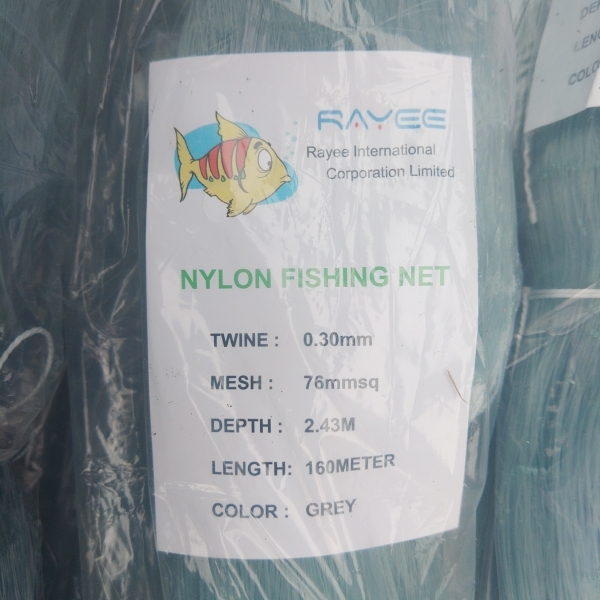 RAYEE
Rayee International
Corporation Limited
NYLON FISHING NET
TWINE : 0.30mm
MESH : 76mmsq
DEPTH : 2.43M
LENGTH: 160METER
COLOR : GREY